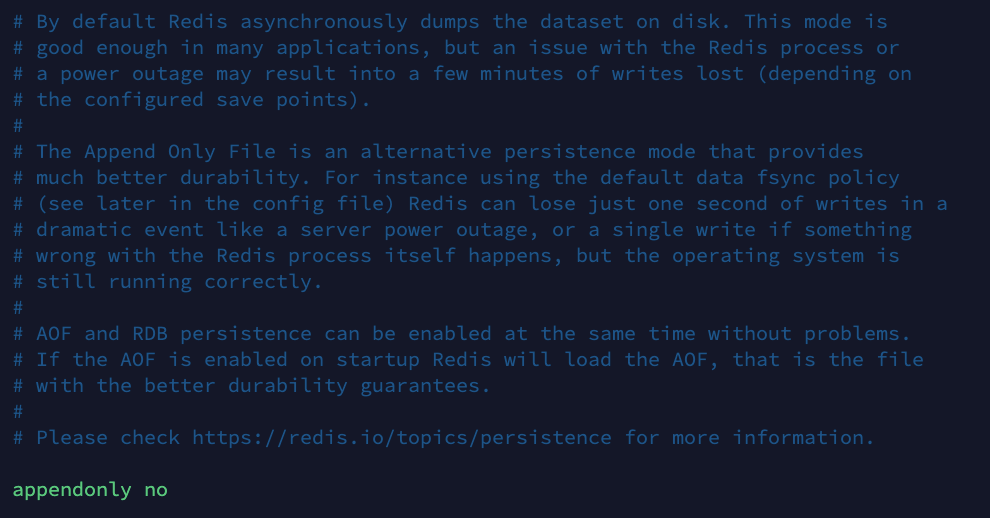 # By default Redis asynchronously dumps the dataset on disk. This mode is
# good enough in many applications, but an issue with the Redis process or
# a power outage may result into a few minutes of writes lost (depending on
# the configured save points).
#
# The Append Only File is an alternative persistence mode that provides
# much better durability. For instance using the default data fsync policy
# (see later in the config file) Redis can lose just one second of writes in a
# dramatic event like a server power outage, or a single write if something
# wrong with the Redis process itself happens, but the operating system is
# still running correctly.
#
# AOF and RDB persistence can be enabled at the same time without problems.
# If the AOF is enabled on startup Redis will load the AOF, that is the file
# with the better durability guarantees.
#
# Please check https://redis.io/topics/persistence for more information.

appendonly no